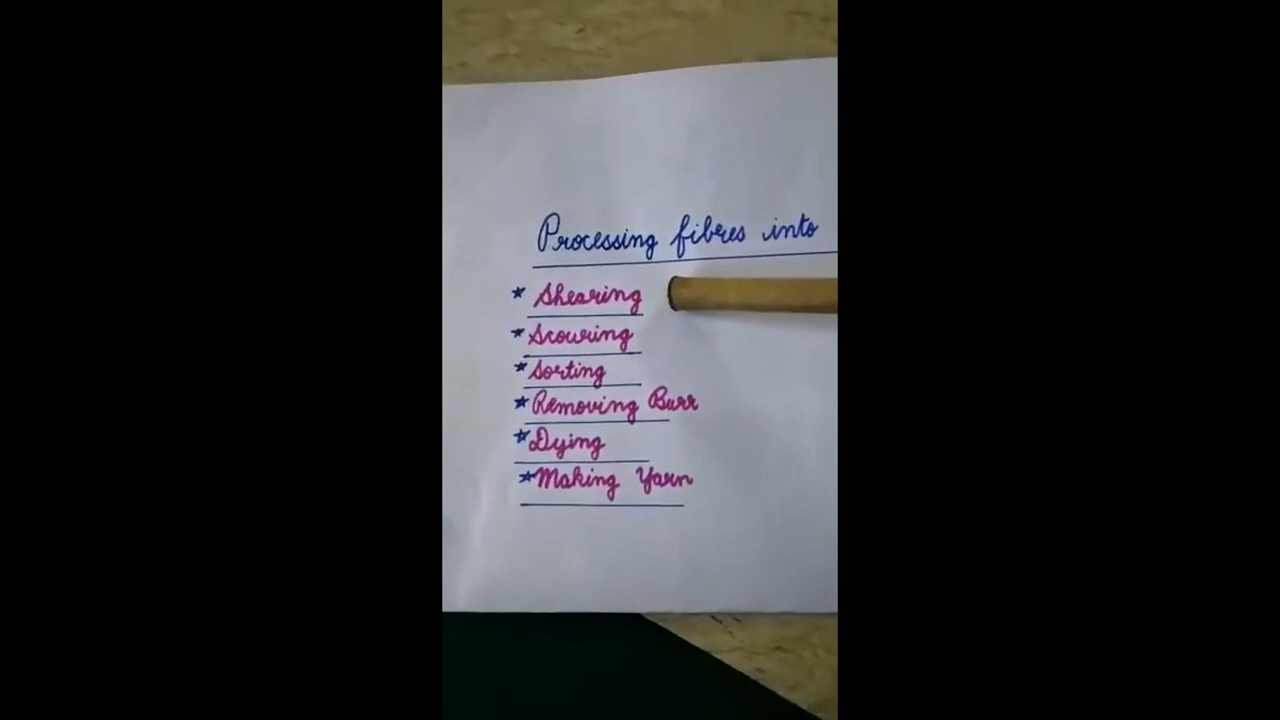 Processing fibres into
* Shearing
* Scouring
* Sorting
* Removing Burr
* Dying
* Making Yarn